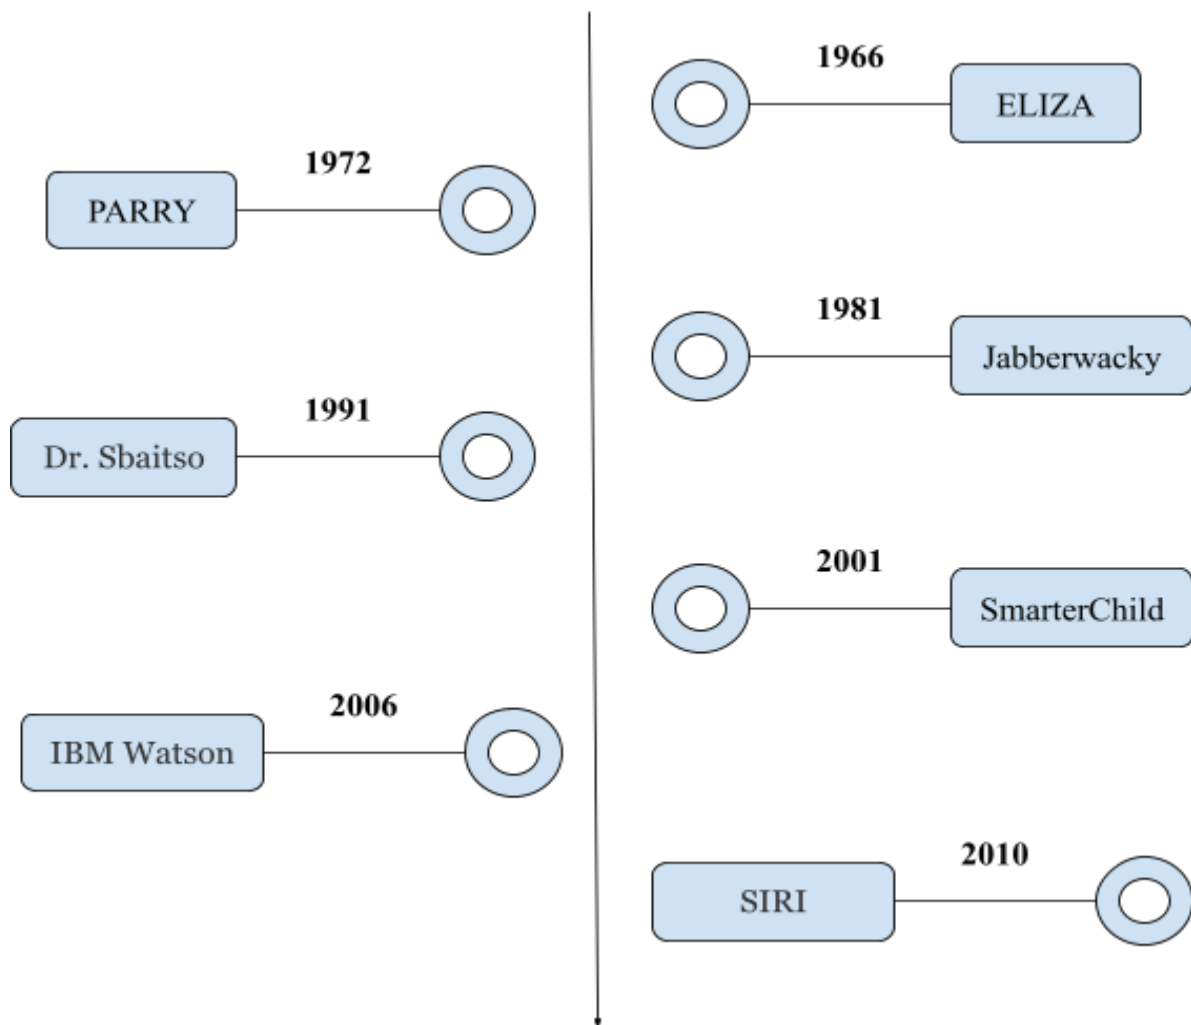 1966
ELIZA
1972
PARRY
1981
Jabberwacky
1991
Dr. Sbaitso
2001
SmarterChild
2006
IBM Watson
2010
SIRI